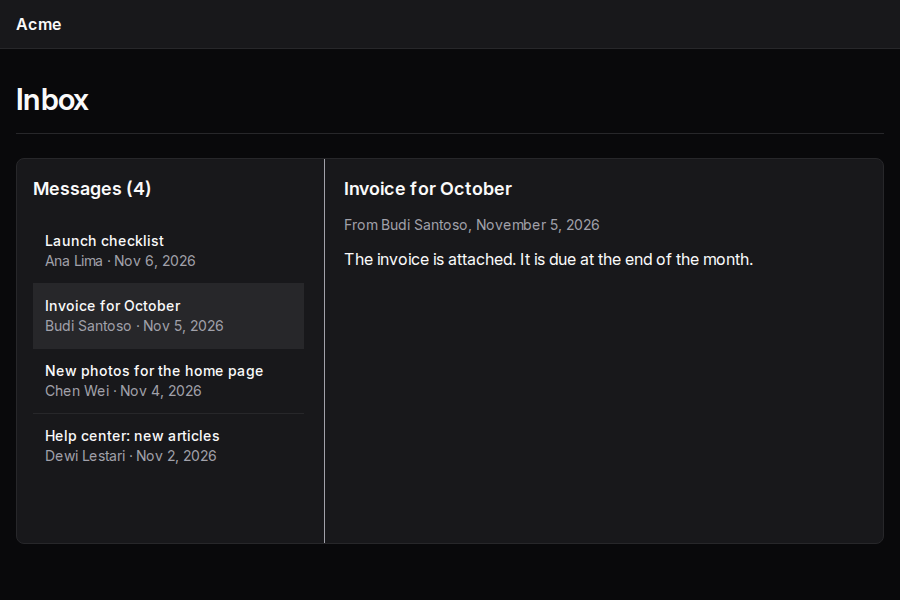 Acme
Inbox
Messages (4)
Launch checklist
Ana Lima · Nov 6, 2026
Invoice for October
Budi Santoso · Nov 5, 2026
New photos for the home page
Chen Wei · Nov 4, 2026
Help center: new articles
Dewi Lestari · Nov 2, 2026
Invoice for October
From Budi Santoso, November 5, 2026
The invoice is attached. It is due at the end of the month.